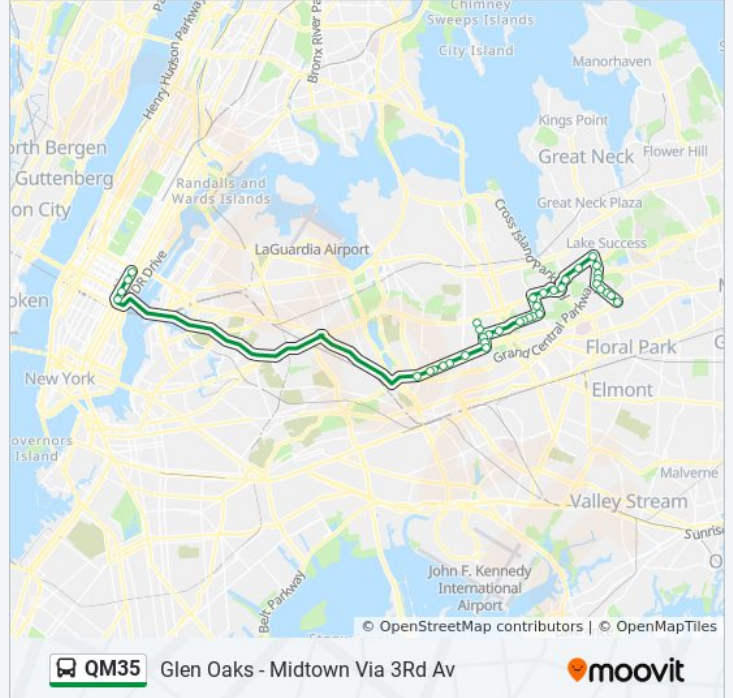 Chimney
Sweeps Islands
City Island
Henry Hudson Parkway
Bronx River Pa
Manorhaven
Kings Point
Great Neck
Flower Hill
orth Bergen
Guttenberg
on City
Randalls and
Wards Islands
Great Neck Plaza
Cross Island Parkway
Lake Success
LaGuardia Airport
DR Drive
oken
Grand Central Parkway
Floral Park
New York
Elmont
overnors
Island
Malverne
Valley Stream
Sunris
John F. Kennedy
International
Airport
Belt Parkway
© OpenStreetMap contributors | © OpenMapTiles
QM35 Glen Oaks - Midtown Via 3Rd Av
moovit